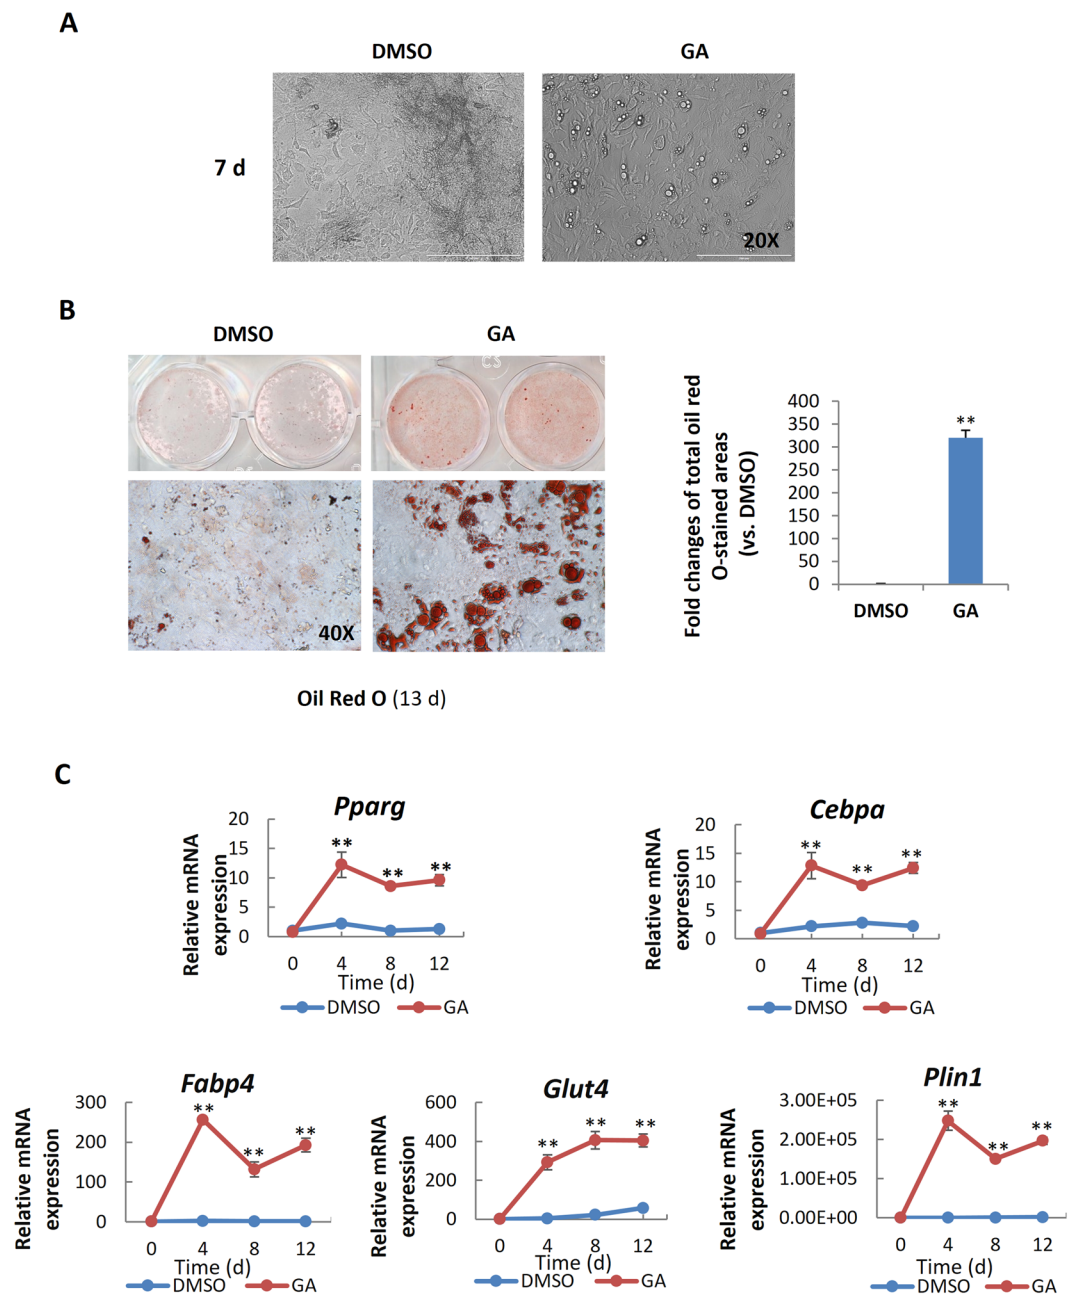 A
DMSO
GA
7 d
20X
B
DMSO
GA
40X
Oil Red O (13 d)
Fold changes of total oil red
O-stained areas
(vs. DMSO)
400
350
300
250
200
150
100
50
0
**
DMSO
GA
C
Pparg
Relative mRNA
expression
20
15
10
5
0
**
**
**
0 4 8 12
Time (d)
DMSO GA
Cebpa
Relative mRNA
expression
20
15
10
5
0
**
**
**
0 4 8 12
Time (d)
DMSO GA
Fabp4
Relative mRNA
expression
300
200
100
0
**
**
**
0 4 8 12
Time (d)
DMSO GA
Glut4
Relative mRNA
expression
600
400
200
0
**
**
**
0 4 8 12
Time (d)
DMSO GA
Plin1
Relative mRNA
expression
3.00E+05
2.00E+05
1.00E+05
0.00E+00
**
**
**
0 4 8 12
Time (d)
DMSO GA